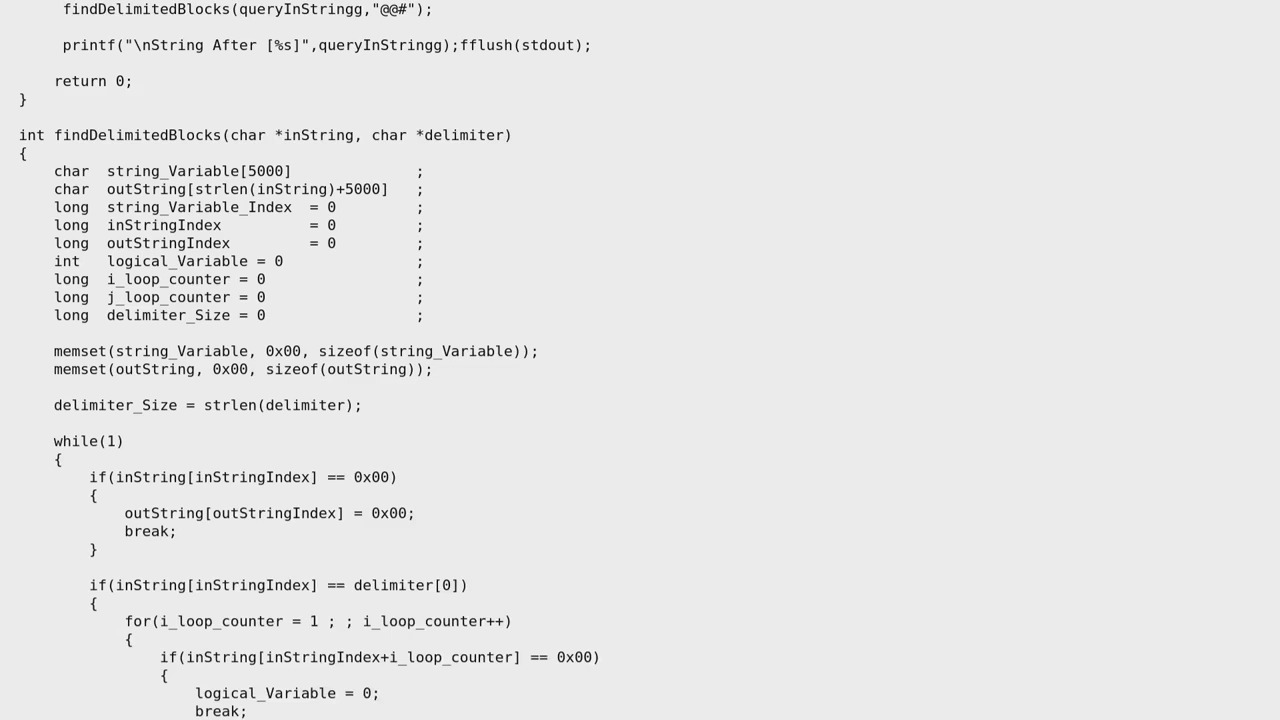 findDelimitedBlocks(queryInStringg,"@@#");
printf("\nString After [%s]",queryInStringg);fflush(stdout);
return 0;
}
int findDelimitedBlocks(char *inString, char *delimiter)
{
char  string_Variable[5000]              ;
char  outString[strlen(inString)+5000]   ;
long  string_Variable_Index  = 0         ;
long  inStringIndex          = 0         ;
long  outStringIndex         = 0         ;
int   logical_Variable = 0               ;
long  i_loop_counter = 0                 ;
long  j_loop_counter = 0                 ;
long  delimiter_Size = 0                 ;
memset(string_Variable, 0x00, sizeof(string_Variable));
memset(outString, 0x00, sizeof(outString));
delimiter_Size = strlen(delimiter);
while(1)
{
if(inString[inStringIndex] == 0x00)
{
outString[outStringIndex] = 0x00;
break;
}
if(inString[inStringIndex] == delimiter[0])
{
for(i_loop_counter = 1 ; ; i_loop_counter++)
{
if(inString[inStringIndex+i_loop_counter] == 0x00)
{
logical_Variable = 0;
break;